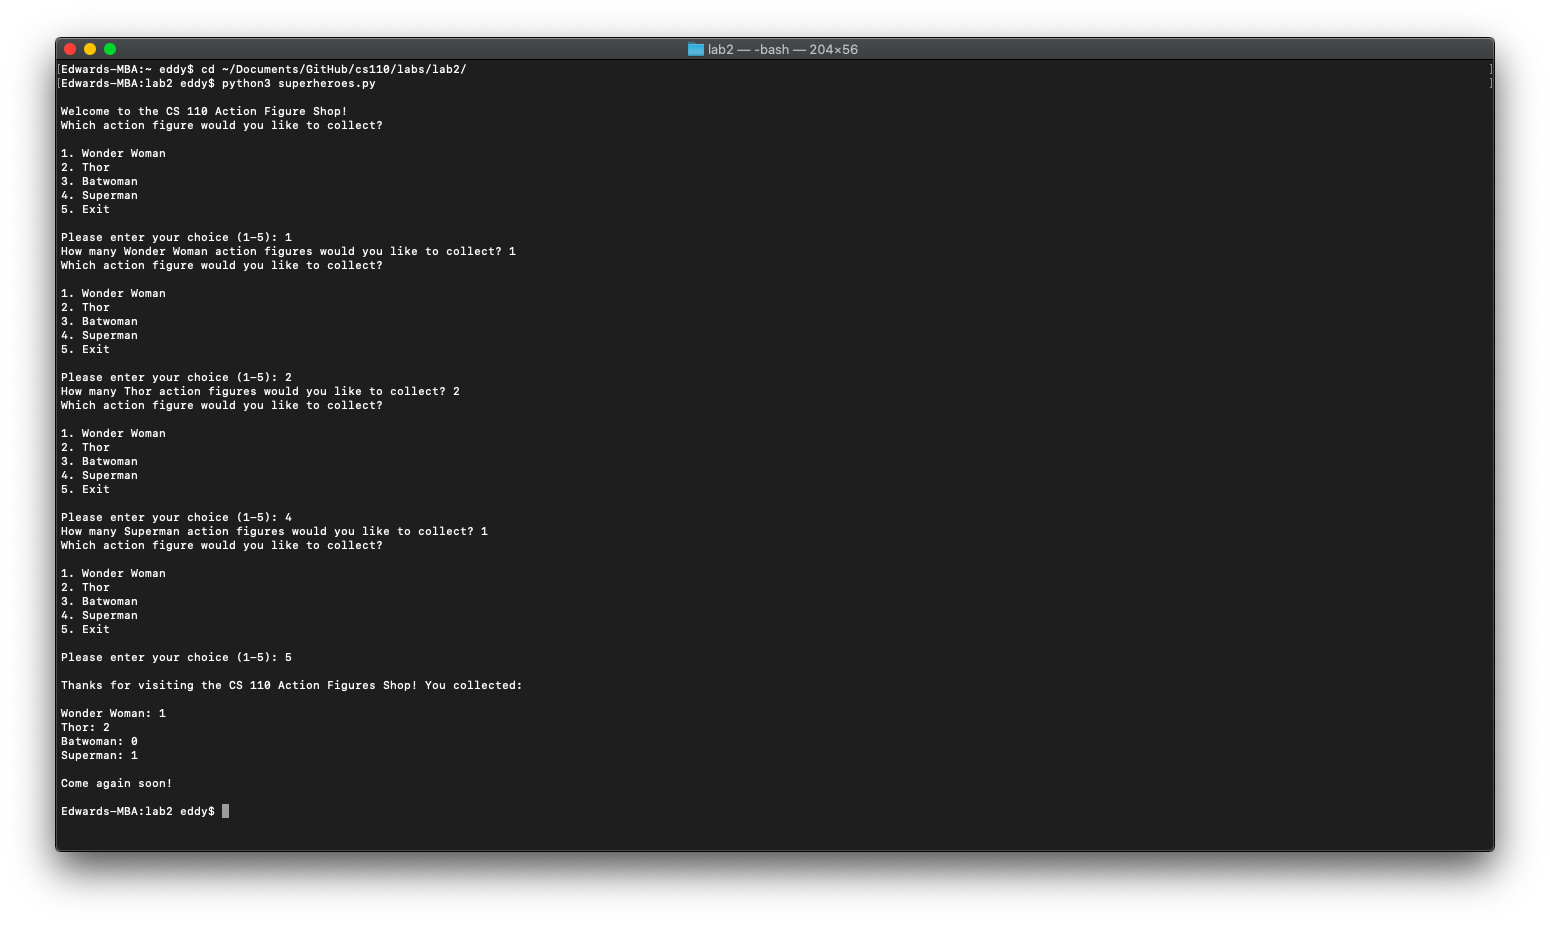 lab2 — -bash — 204×56
[Edwards-MBA:~ eddy$ cd ~/Documents/GitHub/cs110/labs/lab2/ ]
[Edwards-MBA:lab2 eddy$ python3 superheroes.py ]
Welcome to the CS 110 Action Figure Shop!
Which action figure would you like to collect?
1. Wonder Woman
2. Thor
3. Batwoman
4. Superman
5. Exit
Please enter your choice (1-5): 1
How many Wonder Woman action figures would you like to collect? 1
Which action figure would you like to collect?
1. Wonder Woman
2. Thor
3. Batwoman
4. Superman
5. Exit
Please enter your choice (1-5): 2
How many Thor action figures would you like to collect? 2
Which action figure would you like to collect?
1. Wonder Woman
2. Thor
3. Batwoman
4. Superman
5. Exit
Please enter your choice (1-5): 4
How many Superman action figures would you like to collect? 1
Which action figure would you like to collect?
1. Wonder Woman
2. Thor
3. Batwoman
4. Superman
5. Exit
Please enter your choice (1-5): 5
Thanks for visiting the CS 110 Action Figures Shop! You collected:
Wonder Woman: 1
Thor: 2
Batwoman: 0
Superman: 1
Come again soon!
Edwards-MBA:lab2 eddy$